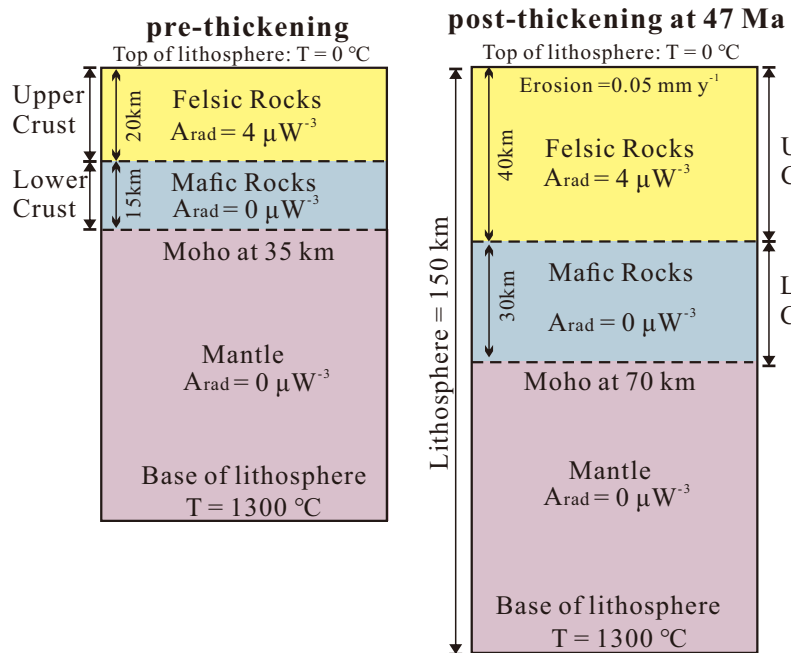 pre-thickening
Top of lithosphere: T = 0 °C
Upper
Crust
20km
Felsic Rocks
Arad = 4 μW⁻³
Lower
Crust
15km
Mafic Rocks
Arad = 0 μW⁻³
Moho at 35 km
Mantle
Arad = 0 μW⁻³
Base of lithosphere
T = 1300 °C
post-thickening at 47 Ma
Top of lithosphere: T = 0 °C
Lithosphere = 150 km
Erosion =0.05 mm y⁻¹
40km
Felsic Rocks
Arad = 4 μW⁻³
U
C
30km
Mafic Rocks
Arad = 0 μW⁻³
L
C
Moho at 70 km
Mantle
Arad = 0 μW⁻³
Base of lithosphere
T = 1300 °C